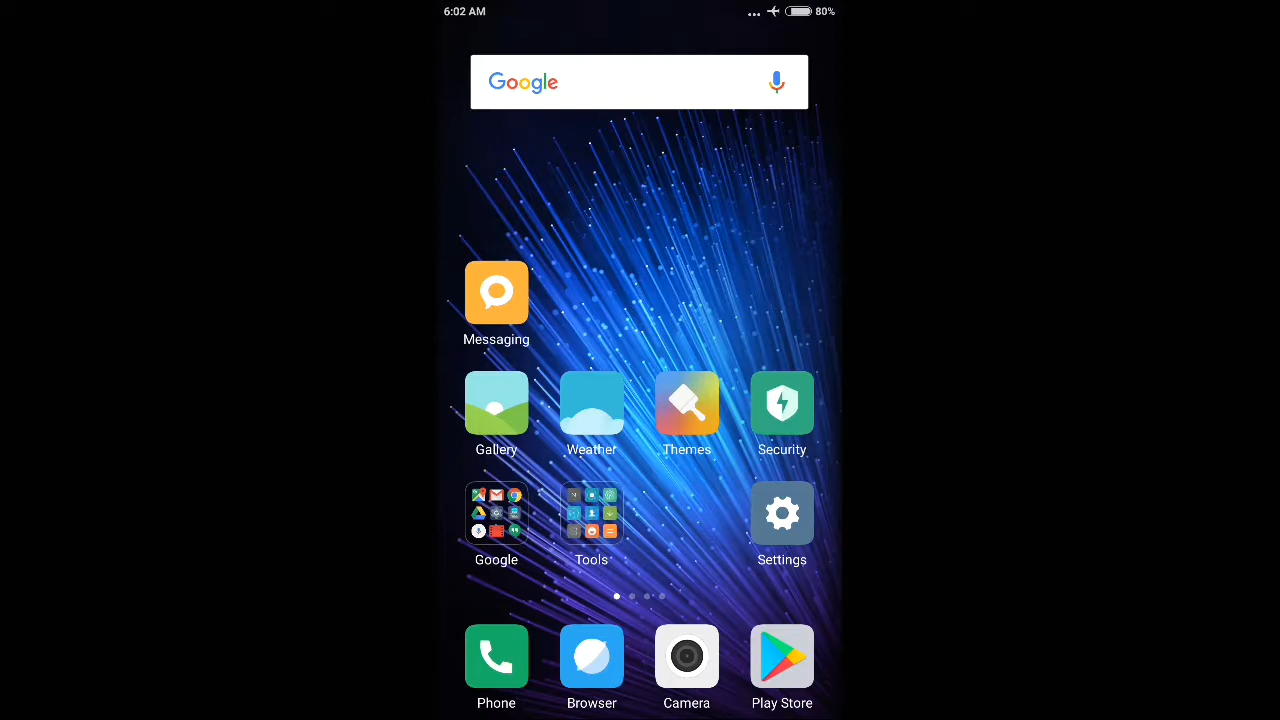 6:02 AM ... 80%
Google
Messaging
Gallery Weather Themes Security
Google Tools Settings
Phone Browser Camera Play Store